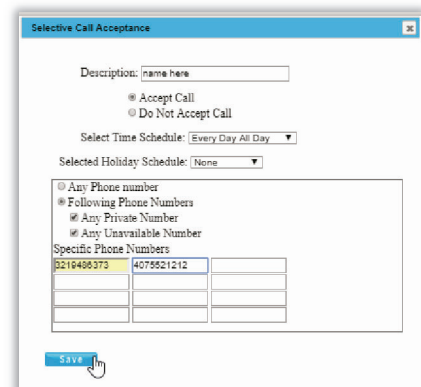 Selective Call Acceptance
Description: name here
Accept Call
Do Not Accept Call
Select Time Schedule: Every Day All Day
Selected Holiday Schedule: None
Any Phone number
Following Phone Numbers
Any Private Number
Any Unavailable Number
Specific Phone Numbers
3219486373 4075521212
Save